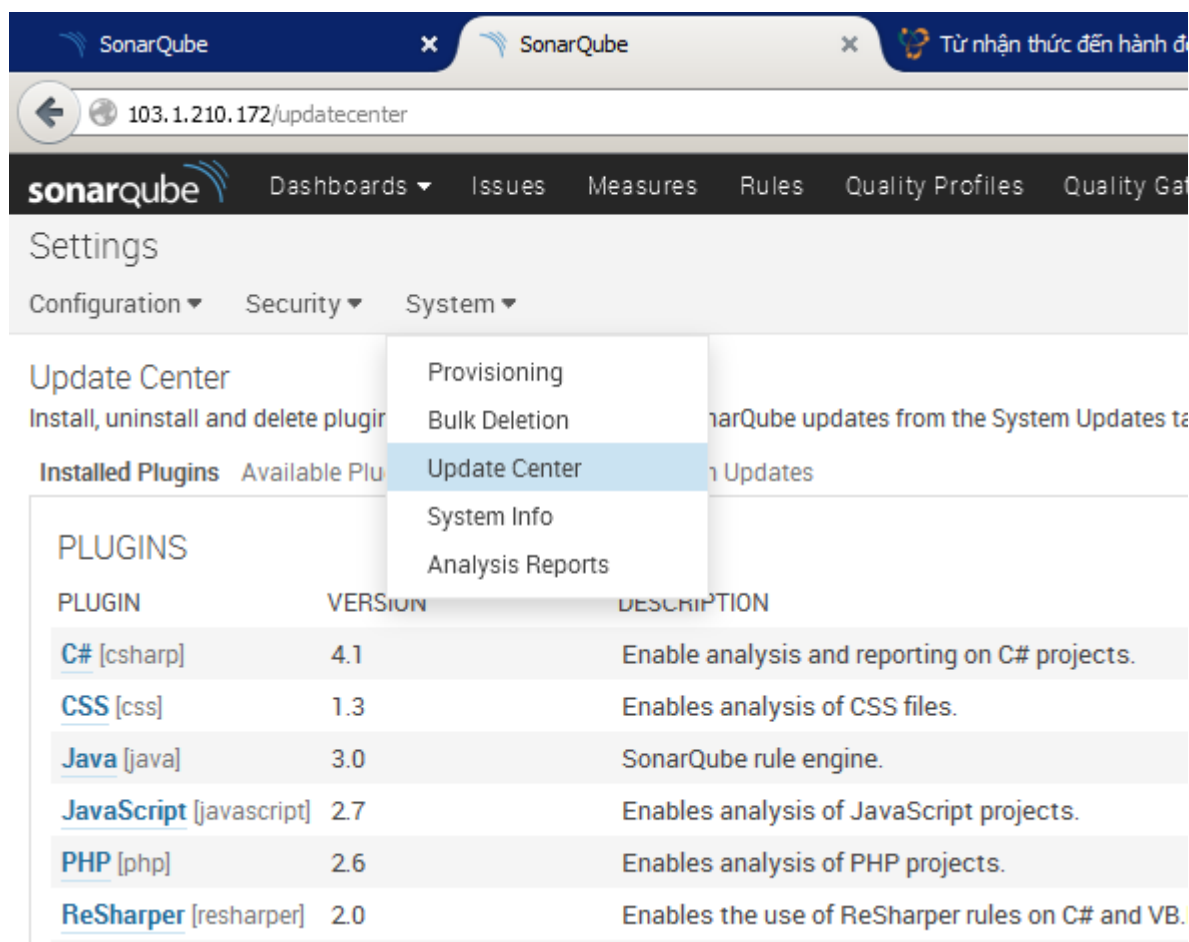 SonarQube SonarQube Từ nhận thức đến hành
103.1.210.172/updatecenter
sonarqube Dashboards Issues Measures Rules Quality Profiles Quality
Settings
Configuration Security System
Provisioning
Bulk Deletion
Update Center
System Info
Analysis Reports
Update Center
Install, uninstall and delete updates from the System Updates
Installed Plugins Available Updates
PLUGINS
PLUGIN VERSION DESCRIPTION
C# [csharp] 4.1 Enable analysis and reporting on C# projects.
CSS [css] 1.3 Enables analysis of CSS files.
Java [java] 3.0 SonarQube rule engine.
JavaScript [javascript] 2.7 Enables analysis of JavaScript projects.
PHP [php] 2.6 Enables analysis of PHP projects.
ReSharper [resharper] 2.0 Enables the use of ReSharper rules on C# and VB.